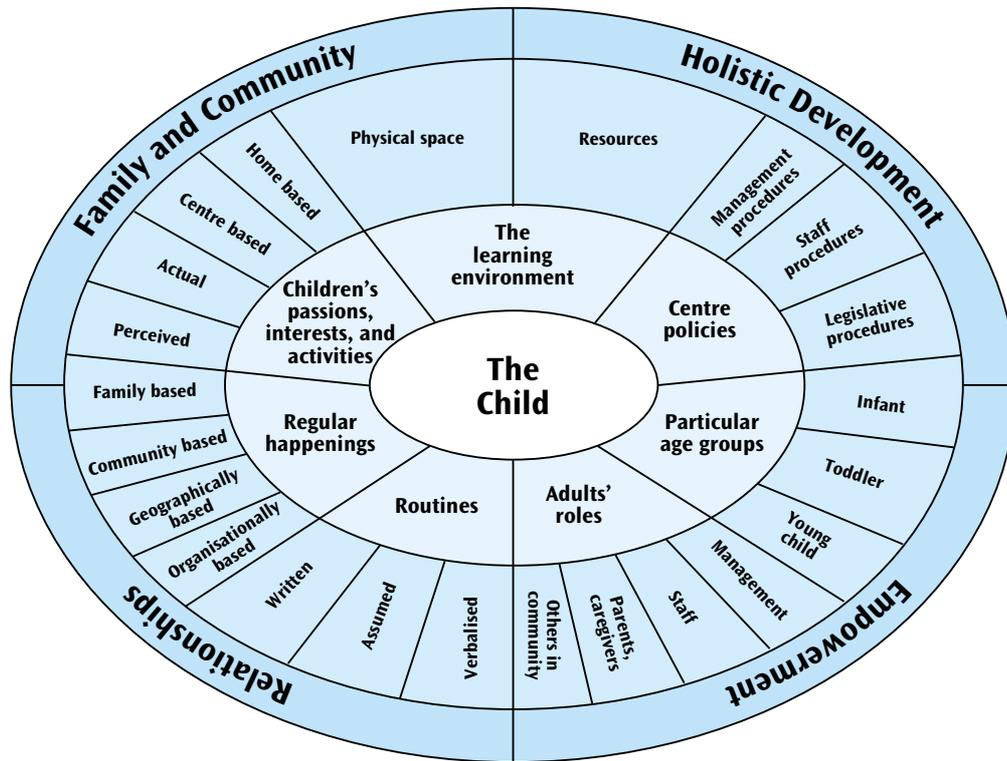 Family and Community
Holistic Development
Empowerment
Relationships
Physical space
Resources
Management
procedures
Staff
procedures
Legislative
procedures
Infant
Toddler
Young
child
Management
Staff
Parents,
caregivers
Others in
community
Verbalised
Assumed
Written
Organisationally
based
Geographically
based
Community based
Family based
Perceived
Actual
Centre based
Home based
The
learning
environment
Centre
policies
Particular
age groups
Adults’
roles
Routines
Regular
happenings
Children’s
passions,
interests, and
activities
The
Child